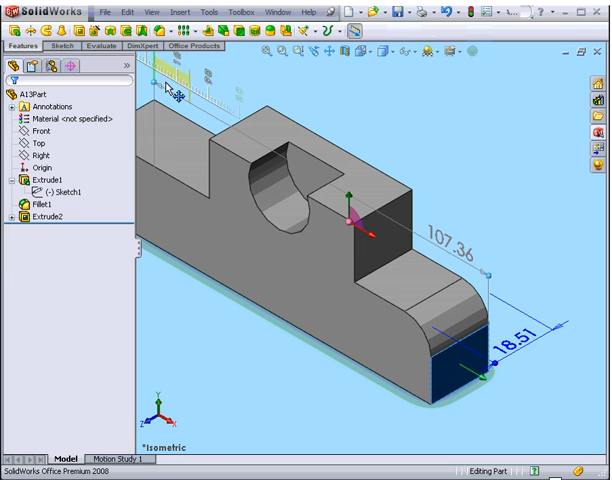 SolidWorks File Edit View Insert Tools Toolbox Window Help
Features Sketch Evaluate DimXpert Office Products
A13Part
Annotations
Material <not specified>
Front
Top
Right
Origin
Extrude1
(-) Sketch1
Fillet1
Extrude2
107.36
18.51
Y
X
Z
*Isometric
Model Motion Study 1
SolidWorks Office Premium 2008 Editing Part